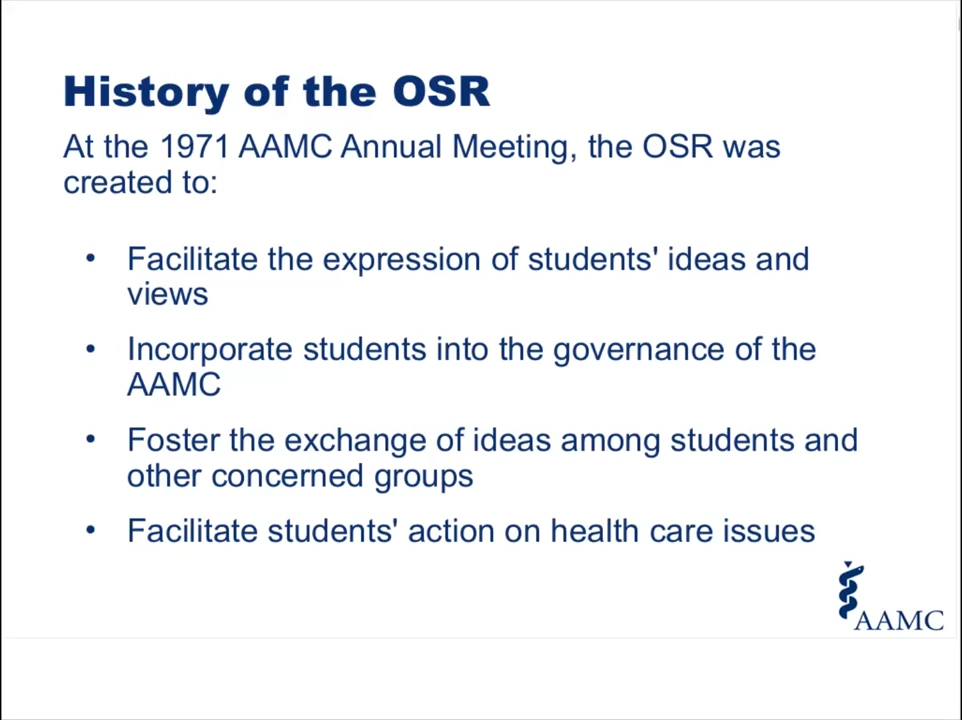 History of the OSR
At the 1971 AAMC Annual Meeting, the OSR was
created to:
• Facilitate the expression of students' ideas and
views
• Incorporate students into the governance of the
AAMC
• Foster the exchange of ideas among students and
other concerned groups
• Facilitate students' action on health care issues
AAMC